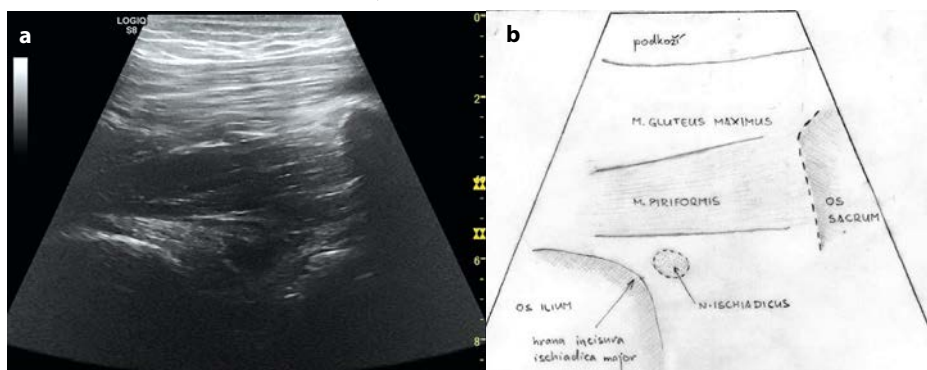 a
LOGIQ
S8
0
2
6
8
b
podkoží
M. GLUTEUS MAXIMUS
M. PIRIFORMIS
OS
SACRUM
OS ILIUM
N. ISCHIADICUS
hrana incisura
ischiadica major